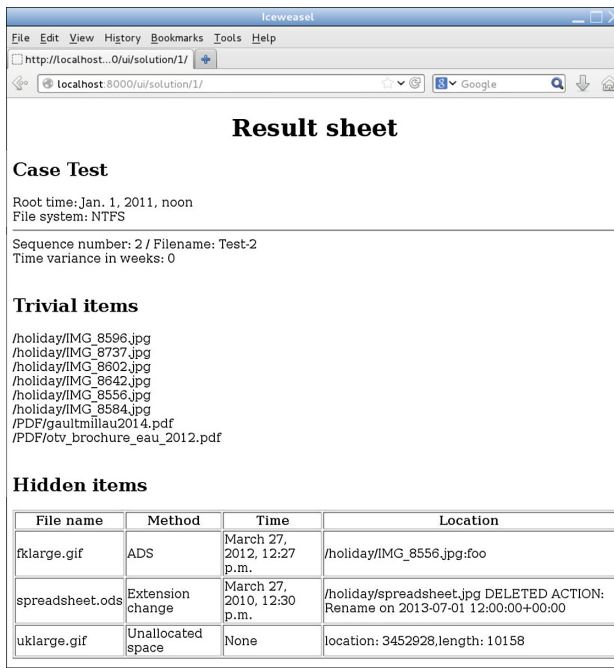 Iceweasel
File Edit View History Bookmarks Tools Help
http://localhost...0/ui/solution/1/
localhost:8000/ui/solution/1/
Google
Result sheet
Case Test
Root time: Jan. 1, 2011, noon
File system: NTFS
Sequence number: 2 / Filename: Test-2
Time variance in weeks: 0
Trivial items
/holiday/IMG_8596.jpg
/holiday/IMG_8737.jpg
/holiday/IMG_8602.jpg
/holiday/IMG_8642.jpg
/holiday/IMG_8556.jpg
/holiday/IMG_8584.jpg
/PDF/gaultmillau2014.pdf
/PDF/otv_brochure_eau_2012.pdf
Hidden items
File name Method Time Location
fklarge.gif ADS March 27, 2012, 12:27 p.m. /holiday/IMG_8556.jpg:foo
spreadsheet.ods Extension change March 27, 2010, 12:30 p.m. /holiday/spreadsheet.jpg DELETED ACTION: Rename on 2013-07-01 12:00:00+00:00
uklarge.gif Unallocated space None location: 3452928,length: 10158